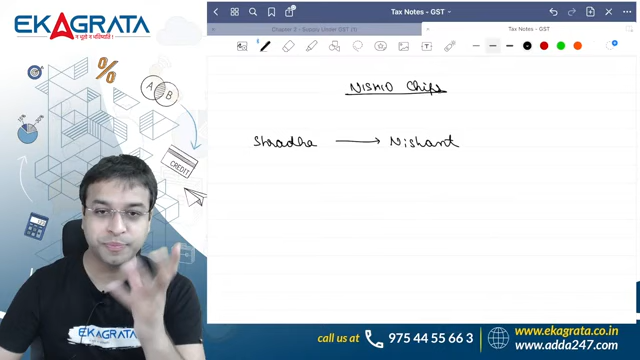 EKAGRATA
Tax Notes - GST
Chapter 2 - Supply Under GST (1)
Tax Notes - GST
A
B
%
CREDIT
NISHIO Chips
Shradha → Nishant
EKAGRATA
call us at 975 44 55 66 3
www.ekagrata.co.in
www.adda247.com